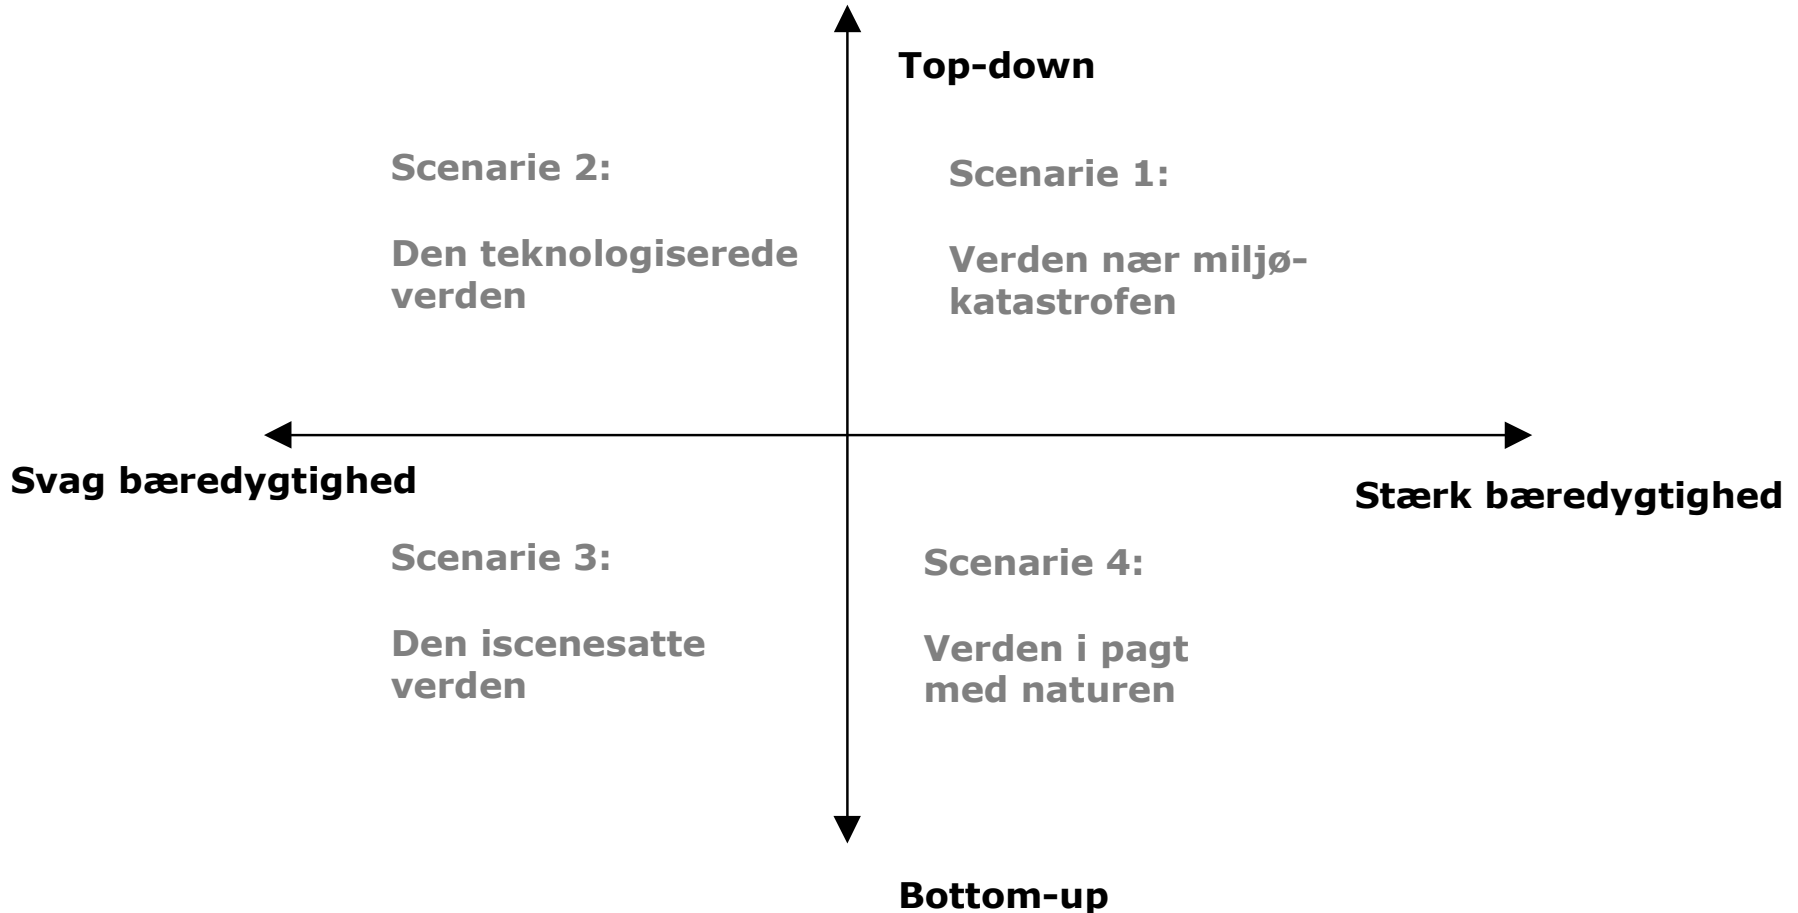 Top-down
Scenarie 2:
Den teknologiserede
verden
Scenarie 1:
Verden nær miljø-
katastrofen
Svag bæredygtighed
Stærk bæredygtighed
Scenarie 3:
Den iscenesatte
verden
Scenarie 4:
Verden i pagt
med naturen
Bottom-up